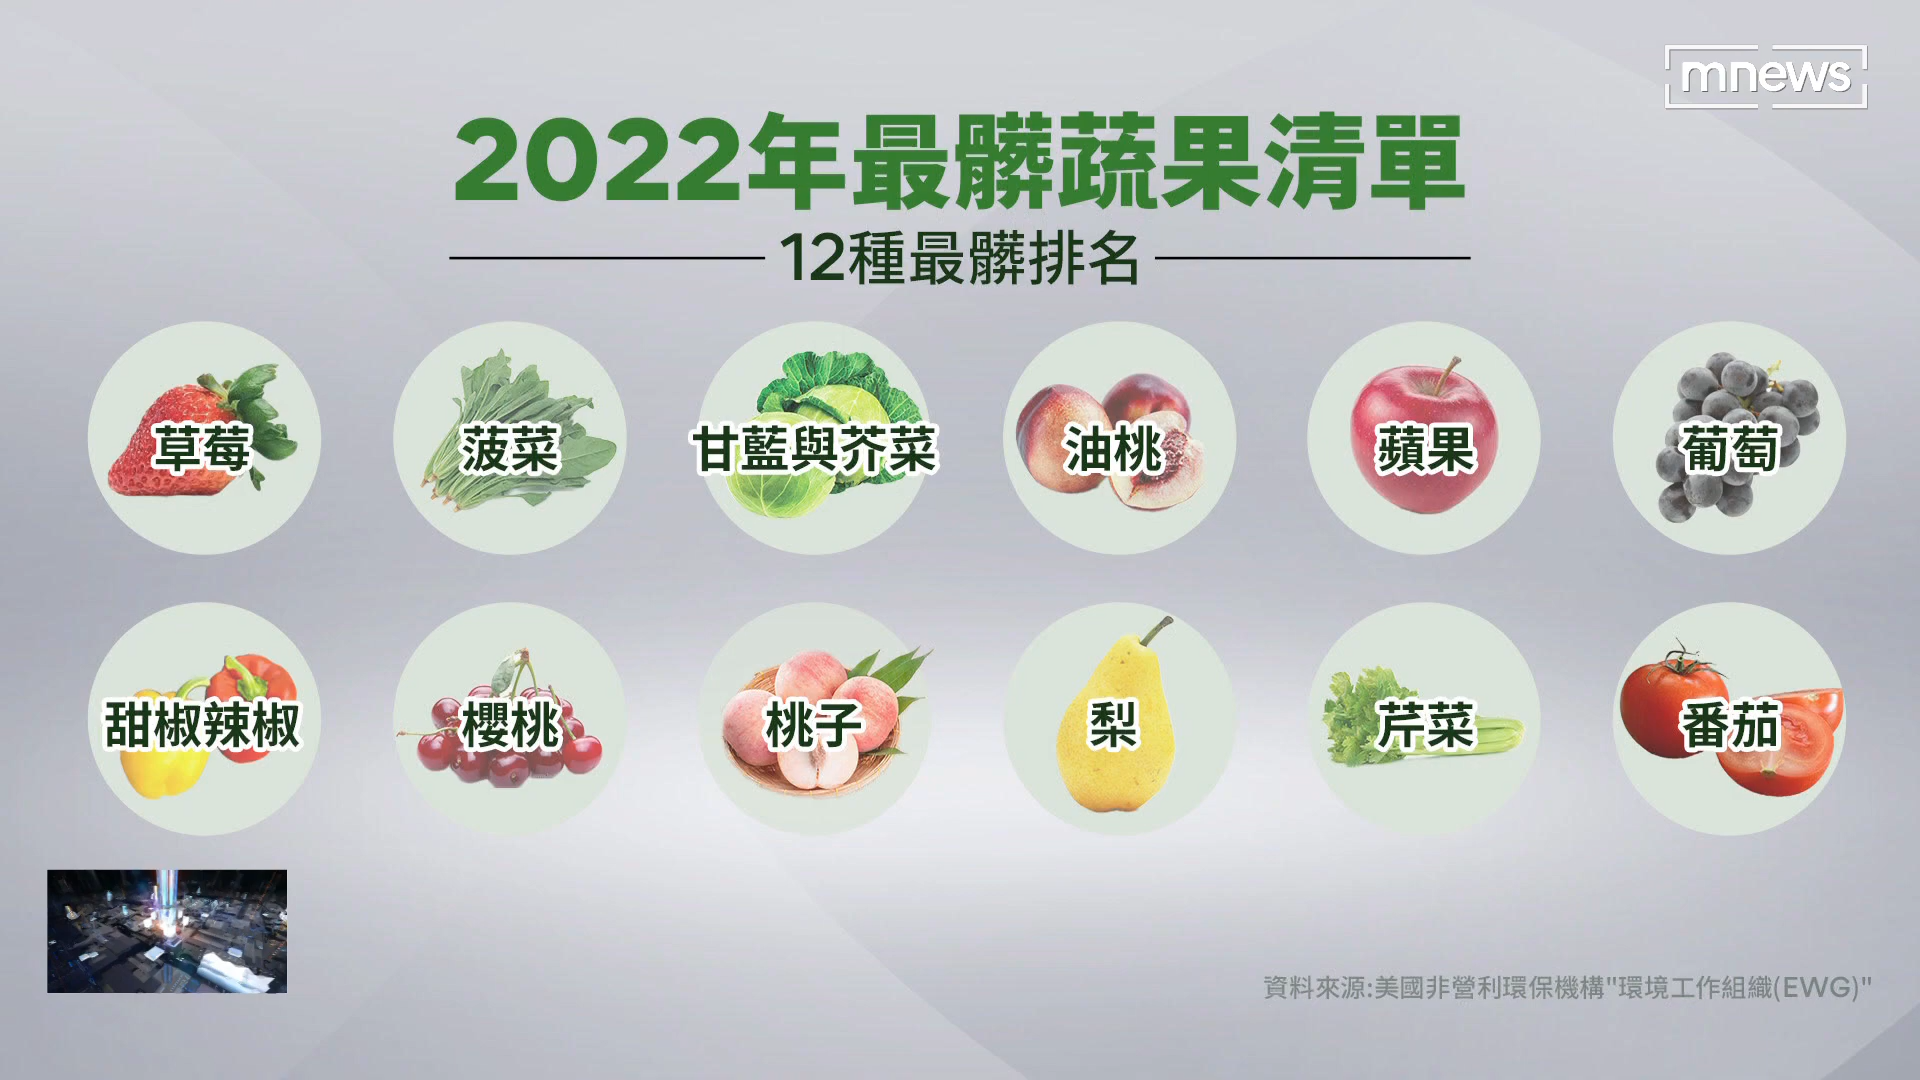 mnews
2022年最髒蔬果清單
12種最髒排名
草莓
菠菜
甘藍與芥菜
油桃
蘋果
葡萄
甜椒辣椒
櫻桃
桃子
梨
芹菜
番茄
資料來源:美國非營利環保機構"環境工作組織(EWG)"